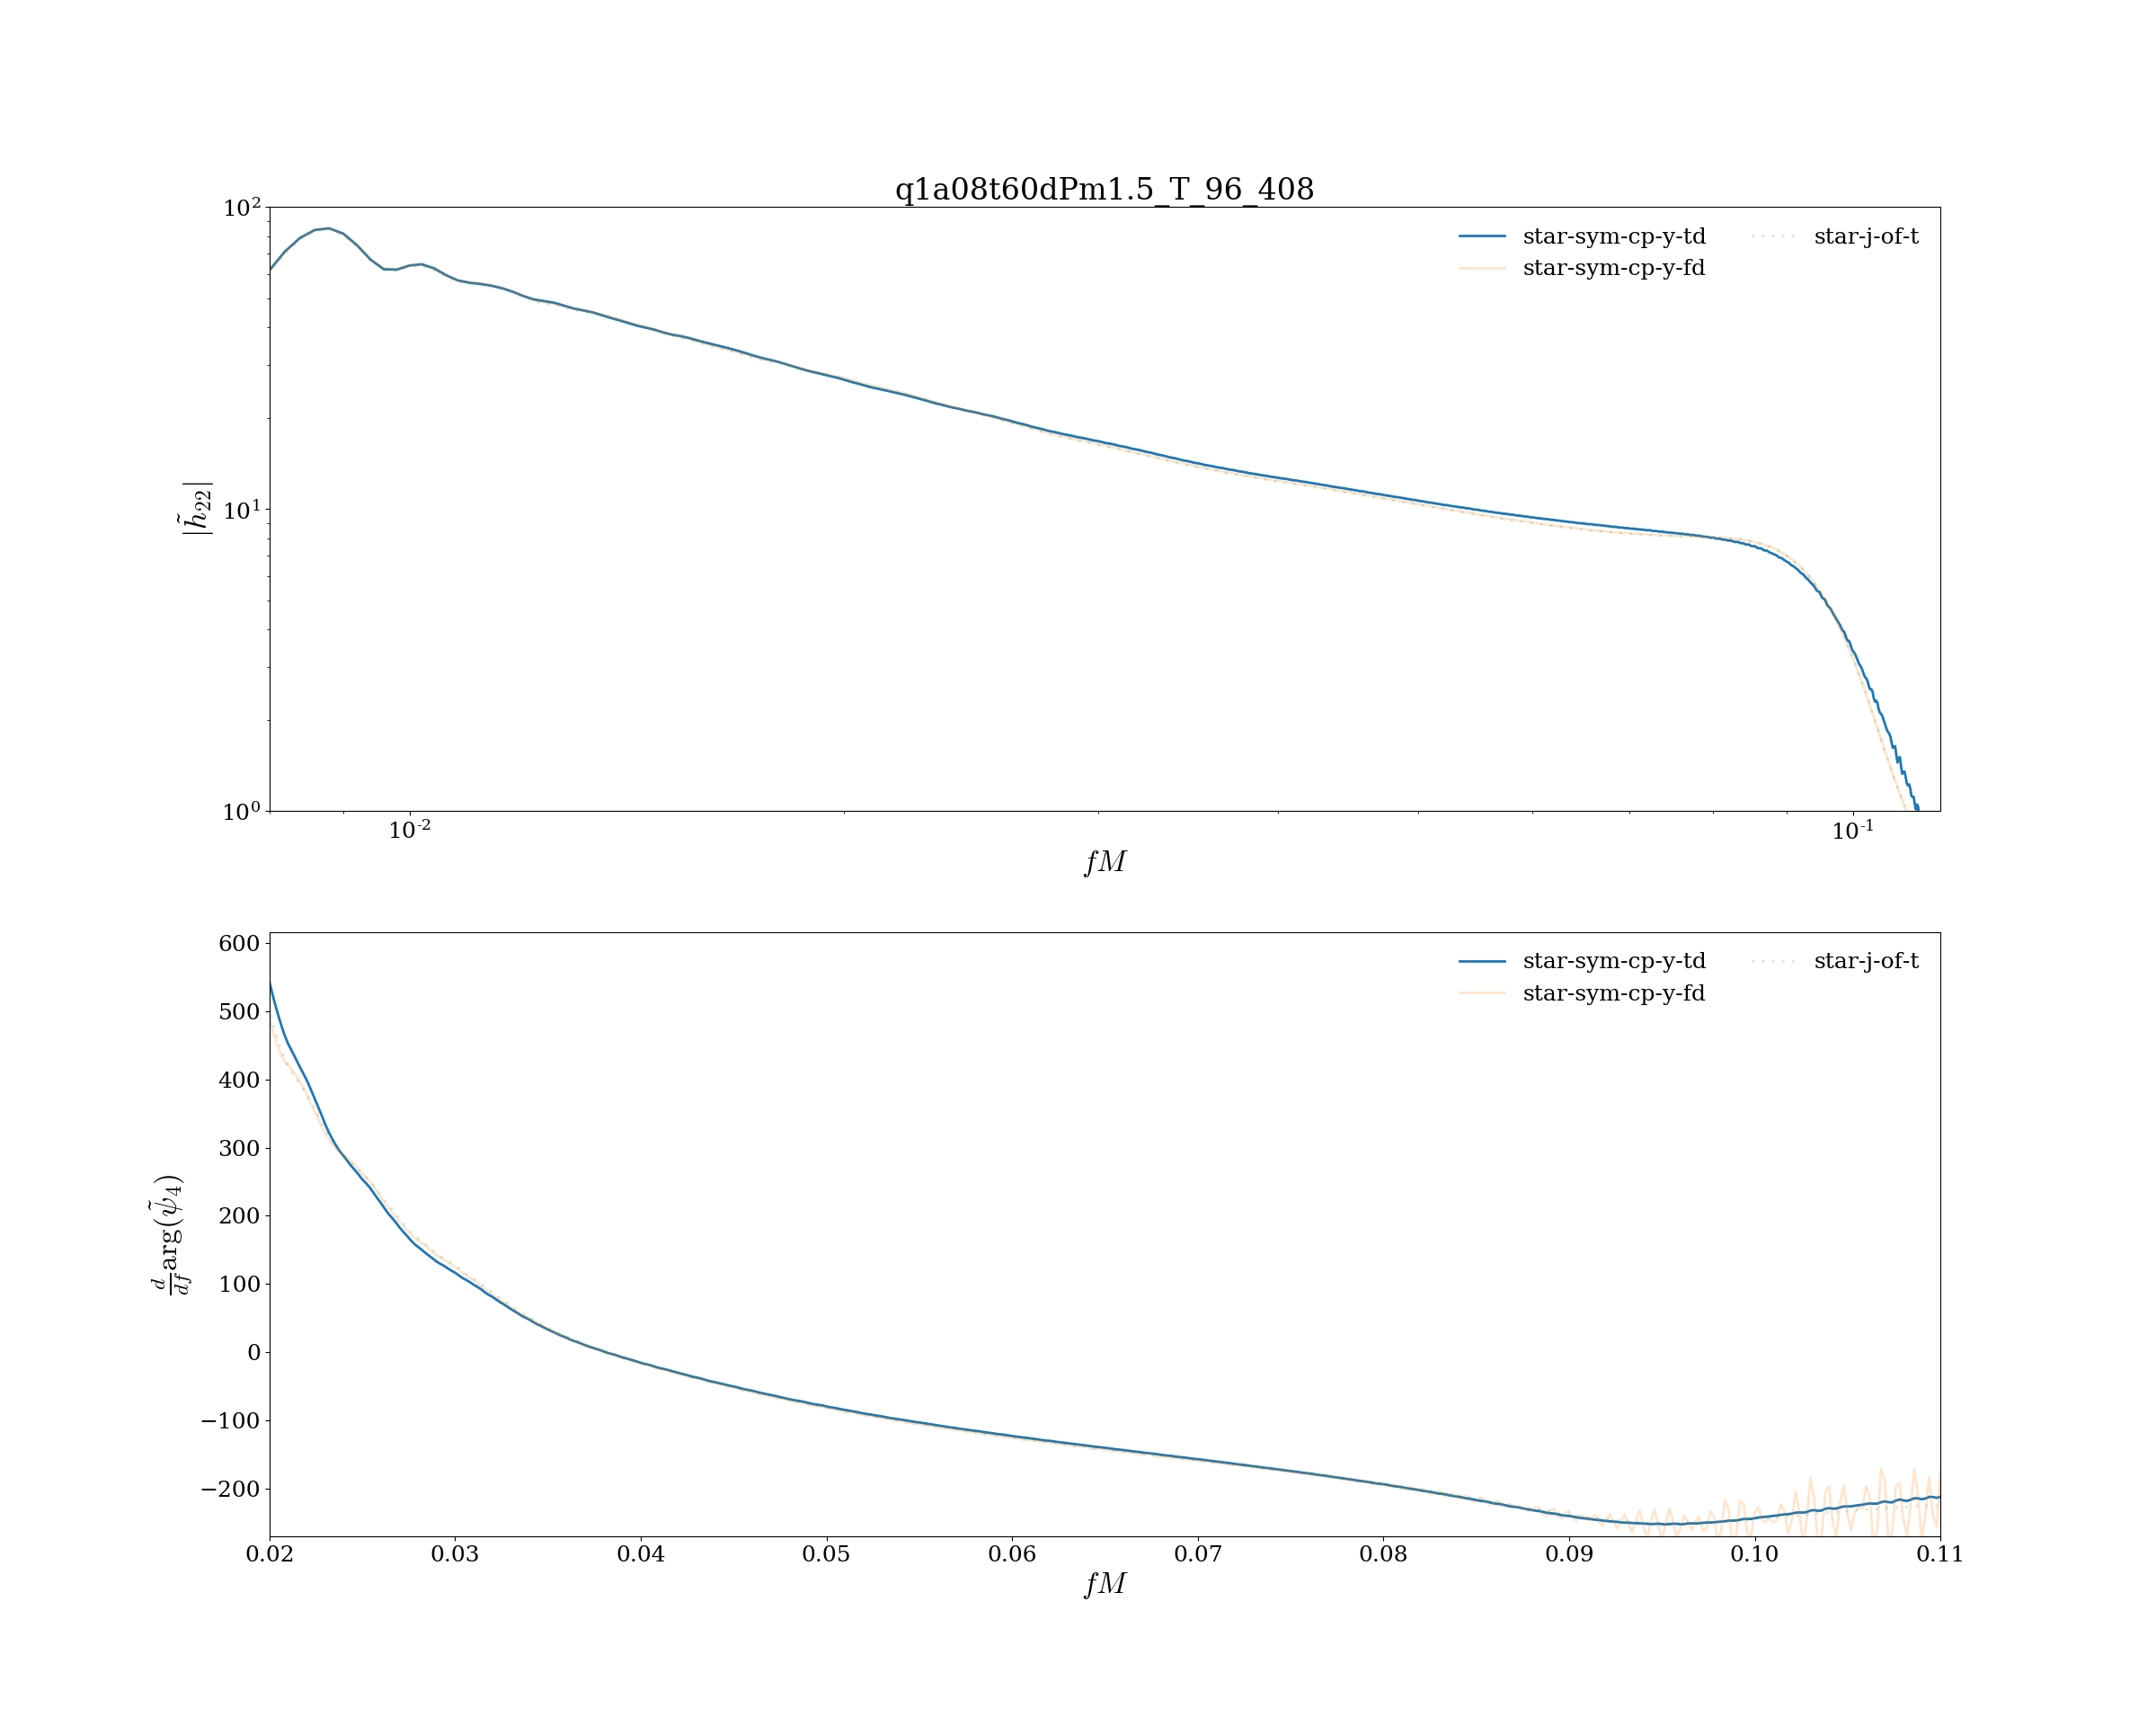 q1a08t60dPm1.5_T_96_408
10²
10¹
10⁰
|h̃₂₂|
star-sym-cp-y-td
star-sym-cp-y-fd
star-j-of-t
10⁻²
10⁻¹
fM
600
500
400
300
200
100
0
−100
−200
d/df arg(ψ̃₄)
star-sym-cp-y-td
star-sym-cp-y-fd
star-j-of-t
0.02 0.03 0.04 0.05 0.06 0.07 0.08 0.09 0.10 0.11
fM